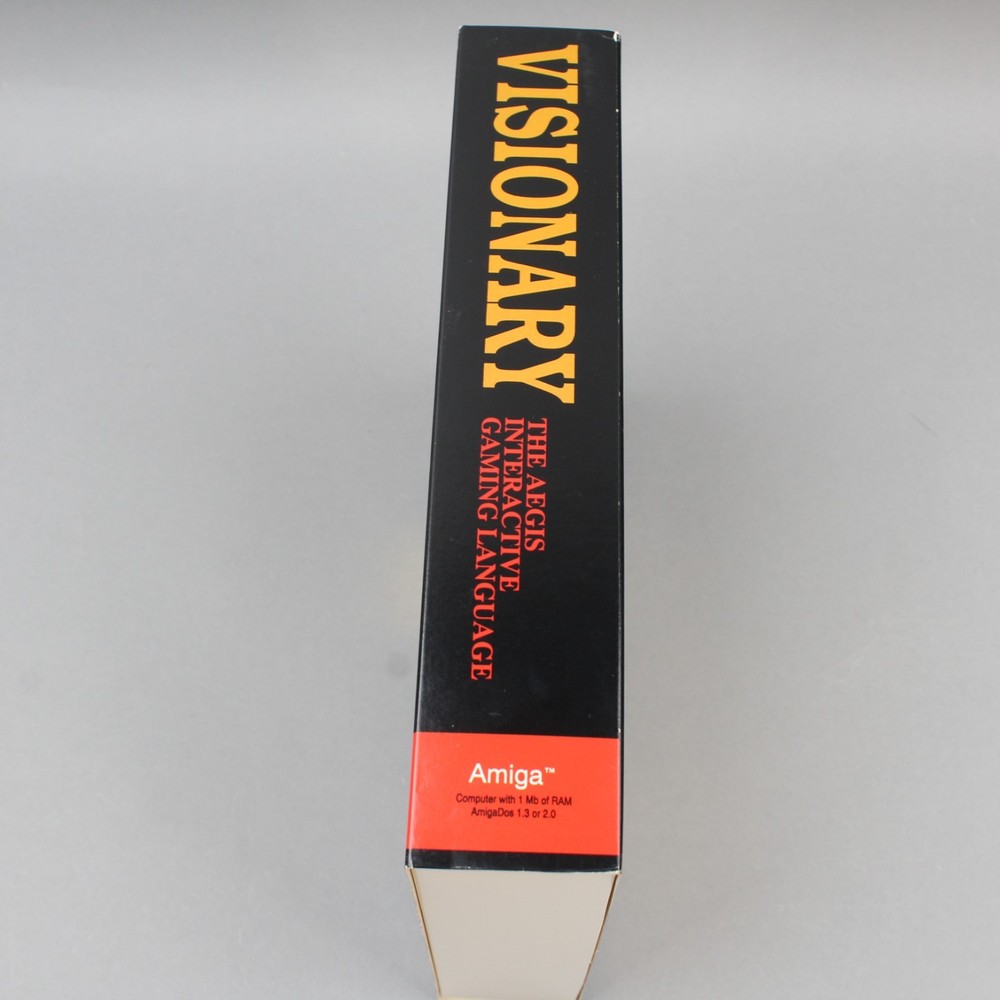 VISIONARY
THE AEGIS
INTERACTIVE
GAMING LANGUAGE
Amiga™
Computer with 1 Mb of RAM
AmigaDos 1.3 or 2.0